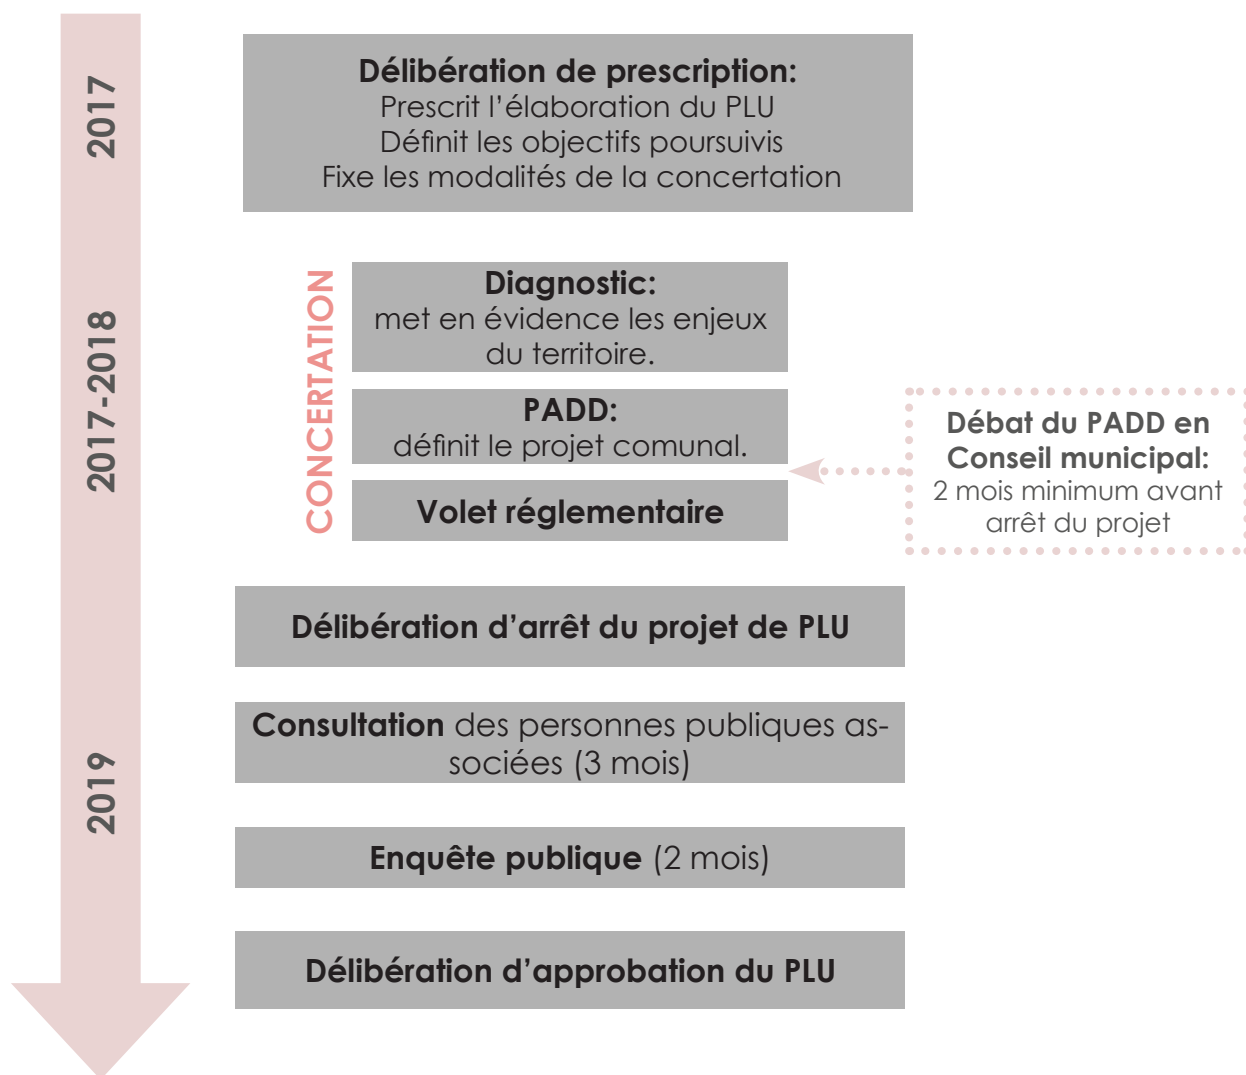 2017
Délibération de prescription:
Prescrit l’élaboration du PLU
Définit les objectifs poursuivis
Fixe les modalités de la concertation
2017-2018
CONCERTATION
Diagnostic:
met en évidence les enjeux
du territoire.
PADD:
définit le projet comunal.
Volet réglementaire
Débat du PADD en
Conseil municipal:
2 mois minimum avant
arrêt du projet
2019
Délibération d’arrêt du projet de PLU
Consultation des personnes publiques as-
sociées (3 mois)
Enquête publique (2 mois)
Délibération d’approbation du PLU